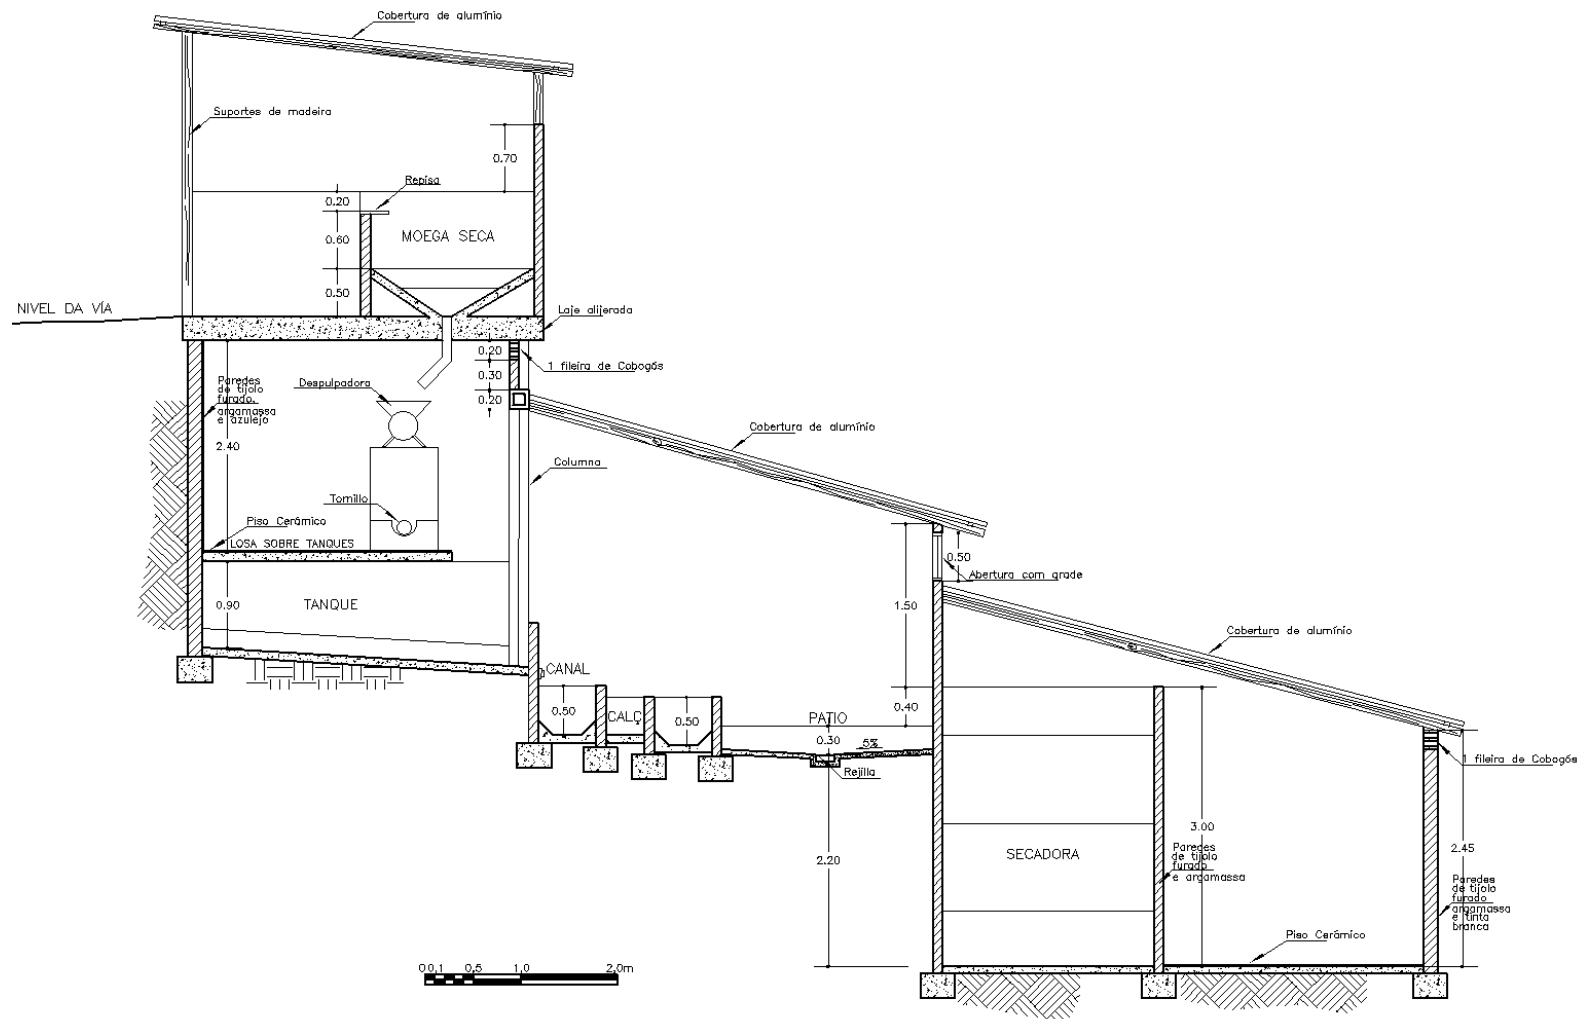 Cobertura de alumínio
Suportes de madeira
0.70
Repisa
0.20
MOEGA SECA
0.60
0.50
NIVEL DA VÍA
Laje alijerada
0.20
1 fileira de Cobogós
0.30
0.20
Paredes
de tijolo
furado,
argamassa
e azulejo
Despulpadora
2.40
Cobertura de alumínio
Columna
Tornillo
Piso Cerámico
LOSA SOBRE TANQUES
0.50
Abertura com grade
0.90
TANQUE
1.50
Cobertura de alumínio
CANAL
0.50
CALÇ
0.50
PATIO
0.40
0.30
5%
Rejilla
1 fileira de Cobogós
2.20
SECADORA
3.00
Paredes
de tijolo
furado
e argamassa
2.45
Paredes
de tijolo
furado
argamassa
e tinta
branca
Piso Cerámico
0 0,1 0,5 1,0 2,0m